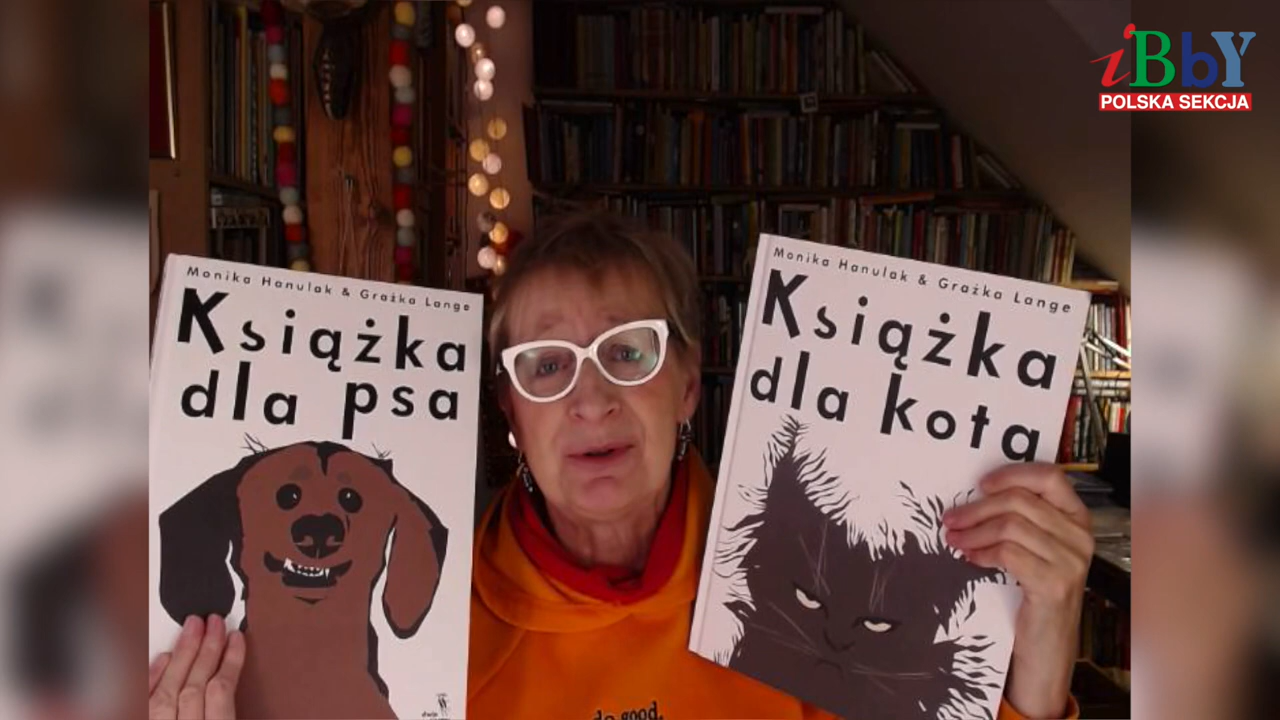 iBbY
POLSKA SEKCJA
Monika Hanulak & Grażka Lange
Książka
dla psa
Monika Hanulak & Grażka Lange
Książka
dla kota
do good.